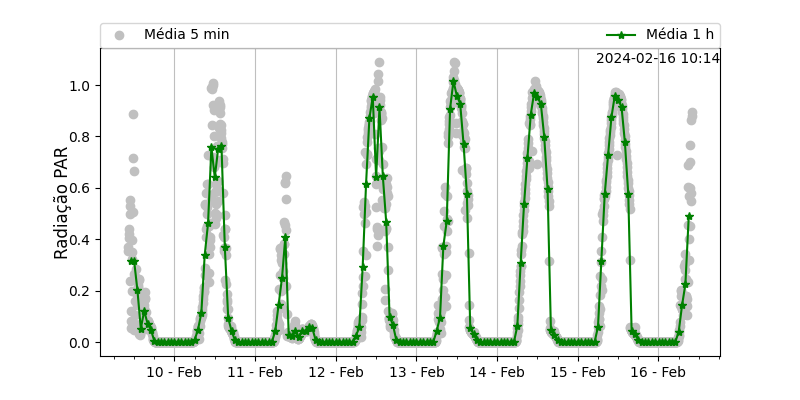 Média 5 min
Média 1 h
2024-02-16 10:14
Radiação PAR
1.0
0.8
0.6
0.4
0.2
0.0
10 - Feb
11 - Feb
12 - Feb
13 - Feb
14 - Feb
15 - Feb
16 - Feb